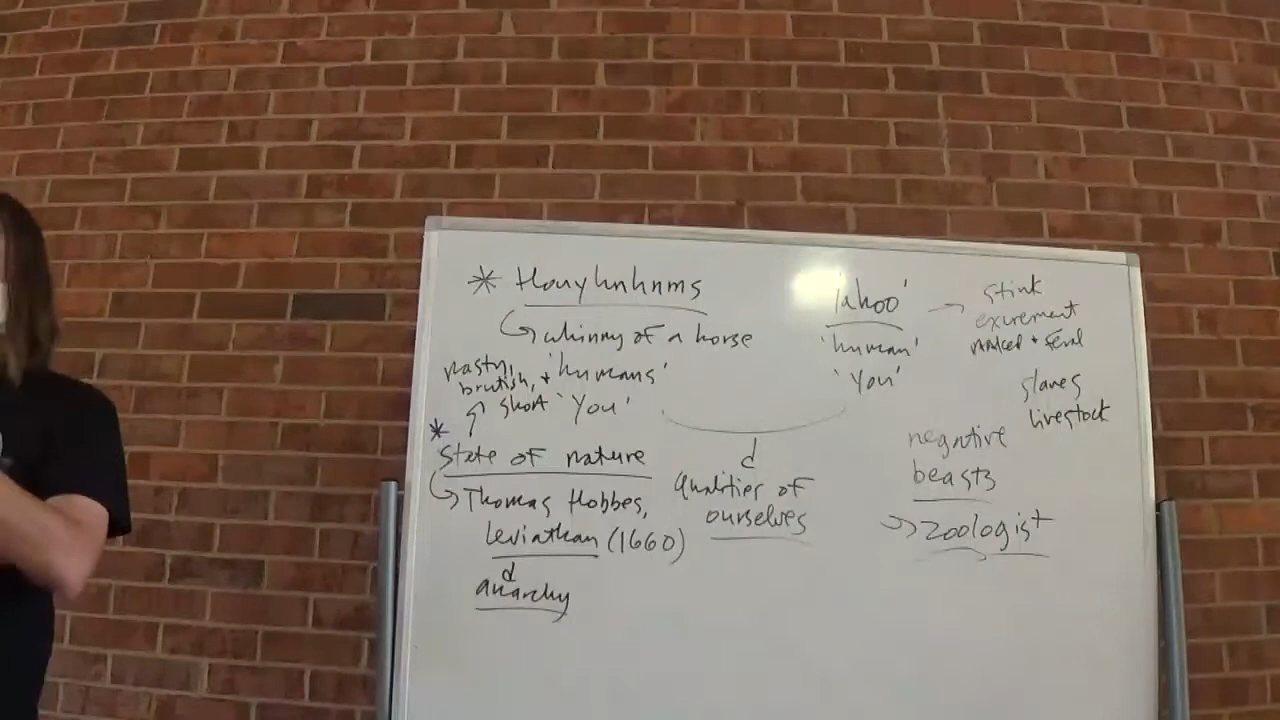 * Houyhnhnms
↳ whinny of a horse
nasty, 'humans'
brutish, +
short 'You'
* State of nature
↳ Thomas Hobbes,
Leviathan (1660)
anarchy
qualities of
ourselves
'ahoo' → stink
excrement
naked + feral
'human'
'You'
slaves
livestock
negative
beasts
→ zoologist